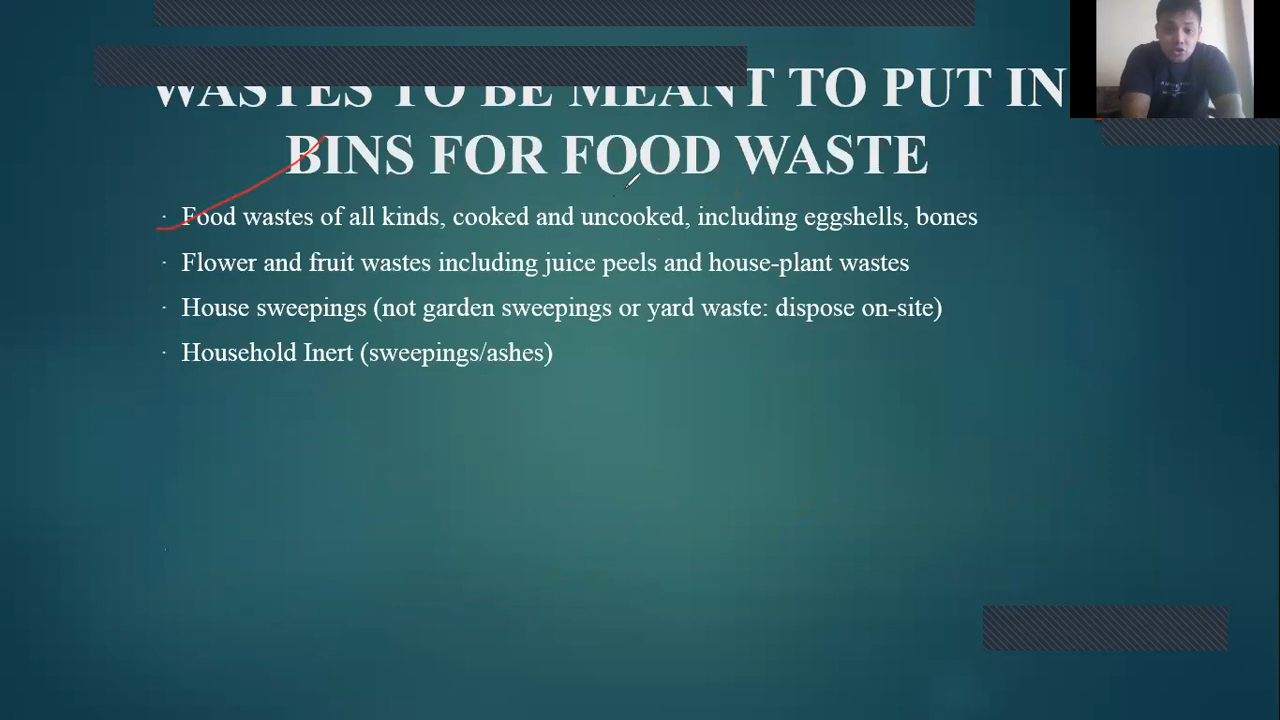 WASTES TO BE MEANT TO PUT IN
BINS FOR FOOD WASTE
· Food wastes of all kinds, cooked and uncooked, including eggshells, bones
· Flower and fruit wastes including juice peels and house-plant wastes
· House sweepings (not garden sweepings or yard waste: dispose on-site)
· Household Inert (sweepings/ashes)